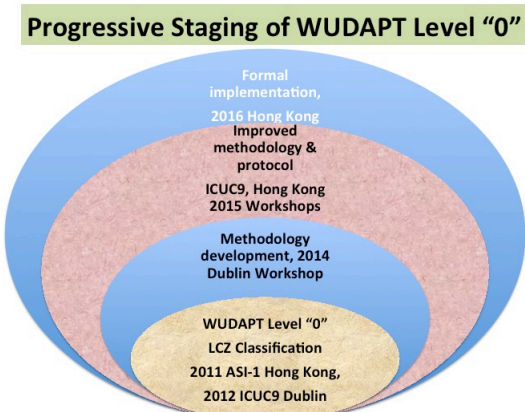 Progressive Staging of WUDAPT Level “0”
Formal
implementation,
2016 Hong Kong
Improved
methodology &
protocol
ICUC9, Hong Kong
2015 Workshops
Methodology
development, 2014
Dublin Workshop
WUDAPT Level “0”
LCZ Classification
2011 ASI-1 Hong Kong,
2012 ICUC9 Dublin